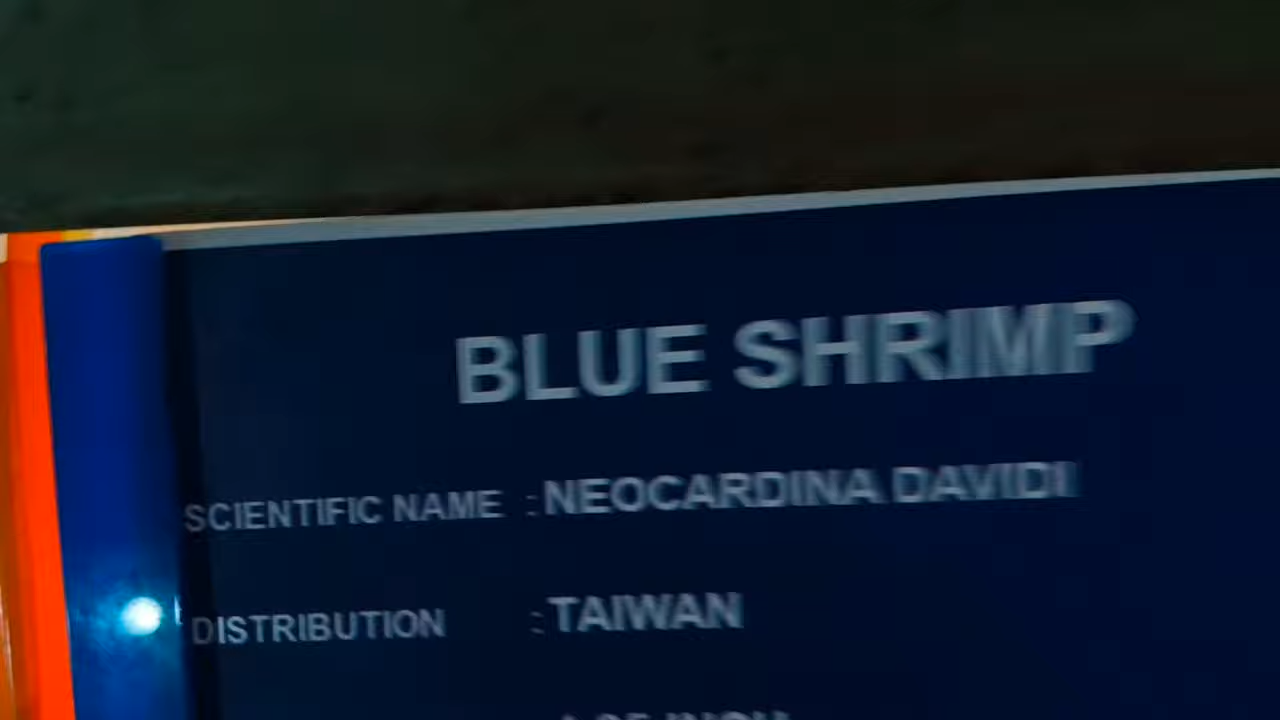 BLUE SHRIMP
SCIENTIFIC NAME : NEOCARDINA DAVIDI
DISTRIBUTION : TAIWAN